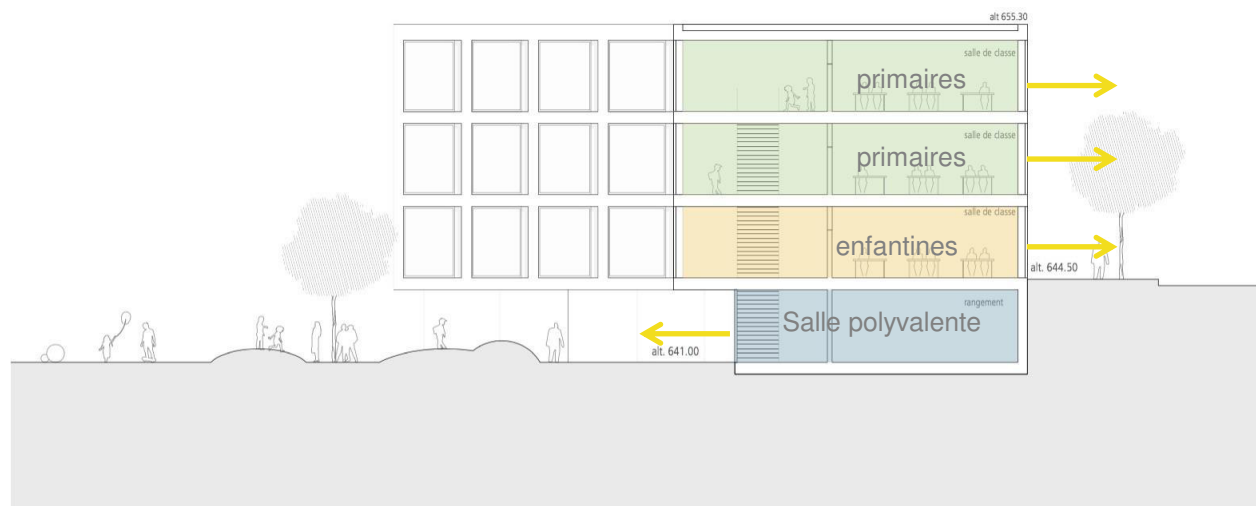 alt 655.30
salle de classe
primaires
salle de classe
primaires
salle de classe
enfantines
alt. 644.50
rangement
Salle polyvalente
alt. 641.00